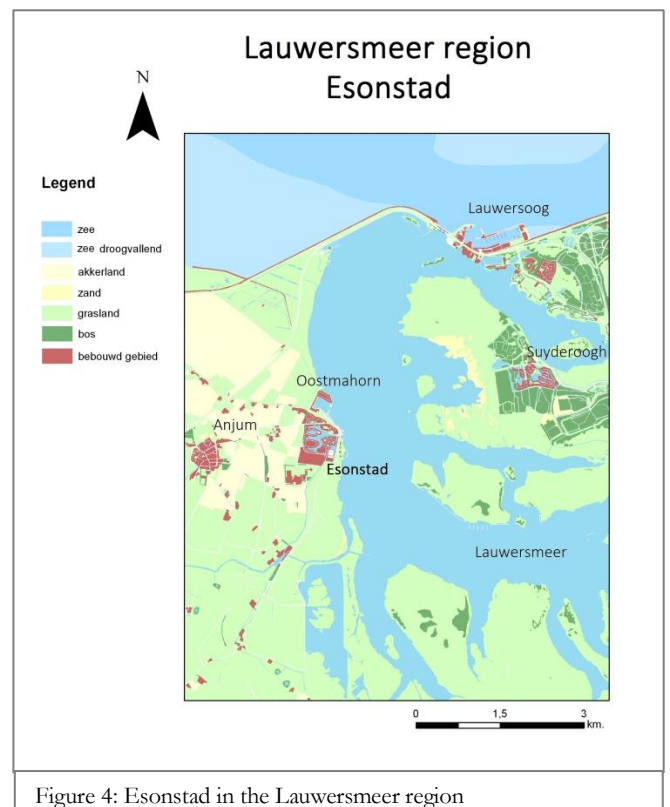 Lauwersmeer region
Esonstad
N
Legend
zee
zee droogvallend
akkerland
zand
grasland
bos
bebouwd gebied
Lauwersoog
Suyderoogh
Oostmahorn
Anjum
Esonstad
Lauwersmeer
0 1,5 3
km.
Figure 4: Esonstad in the Lauwersmeer region